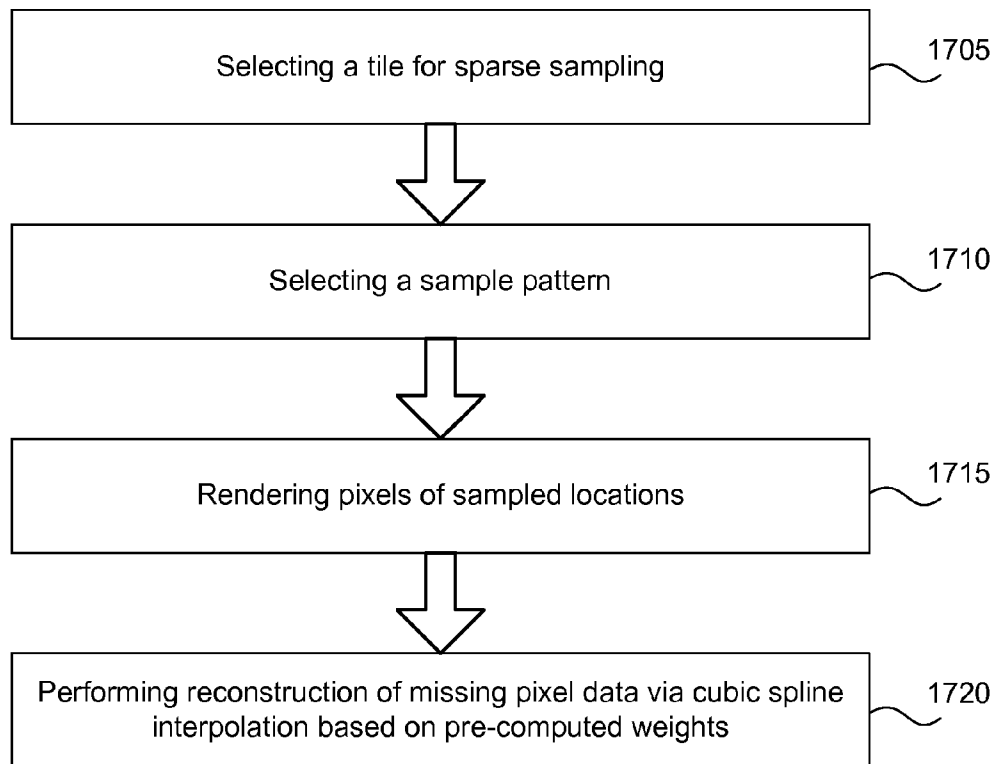 Selecting a tile for sparse sampling
1705
Selecting a sample pattern
1710
Rendering pixels of sampled locations
1715
Performing reconstruction of missing pixel data via cubic spline
interpolation based on pre-computed weights
1720